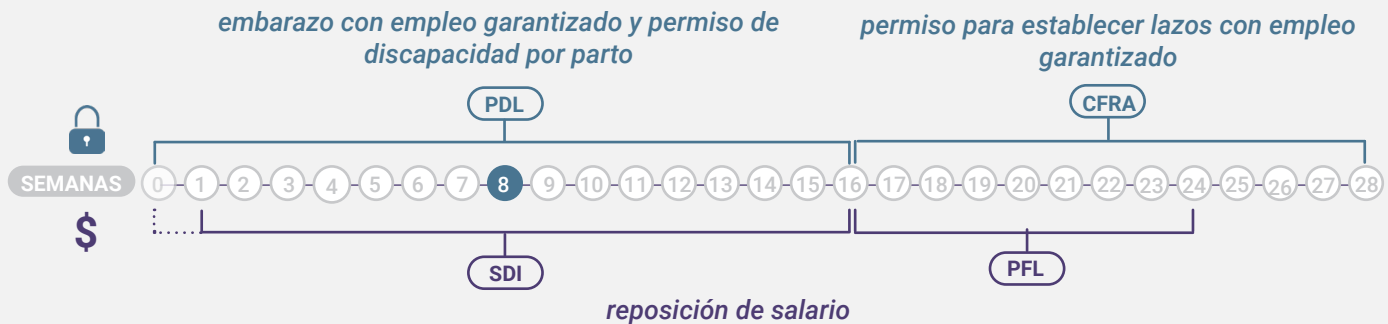 embarazo con empleo garantizado y permiso de
discapacidad por parto
permiso para establecer lazos con empleo
garantizado
PDL
CFRA
SEMANAS 0 1 2 3 4 5 6 7 8 9 10 11 12 13 14 15 16 17 18 19 20 21 22 23 24 25 26 27 28
$
SDI
PFL
reposición de salario